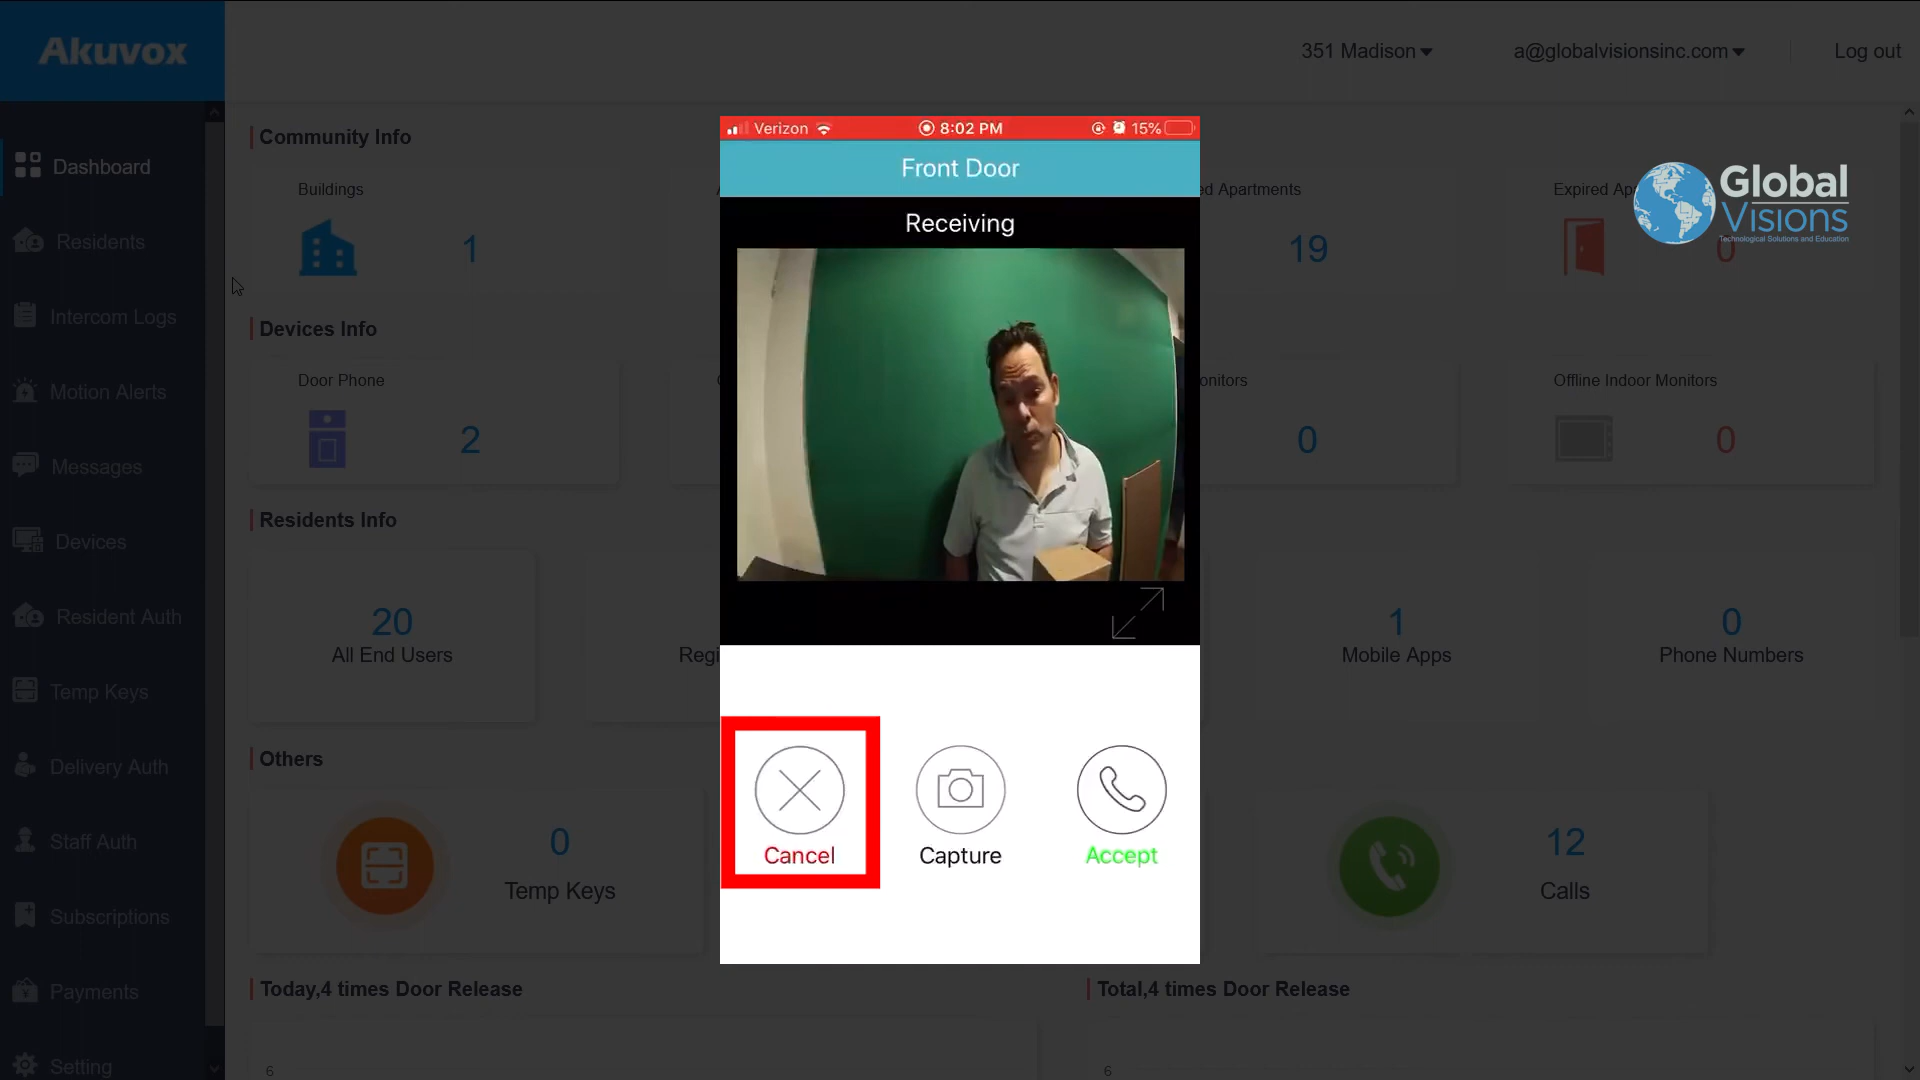 Akuvox
351 Madison
a@globalvisionsinc.com
Log out
Dashboard
Residents
Intercom Logs
Motion Alerts
Messages
Devices
Resident Auth
Temp Keys
Delivery Auth
Staff Auth
Subscriptions
Payments
Setting
Community Info
Buildings
1
Apartments
19
Expired
0
Global
Visions
Technological Solutions and Education
Devices Info
Door Phone
2
0
Offline Indoor Monitors
0
Residents Info
20
All End Users
1
Mobile Apps
0
Phone Numbers
Others
0
Temp Keys
12
Calls
Today,4 times Door Release
6
Total,4 times Door Release
6
Verizon
8:02 PM
15%
Front Door
Receiving
Cancel
Capture
Accept